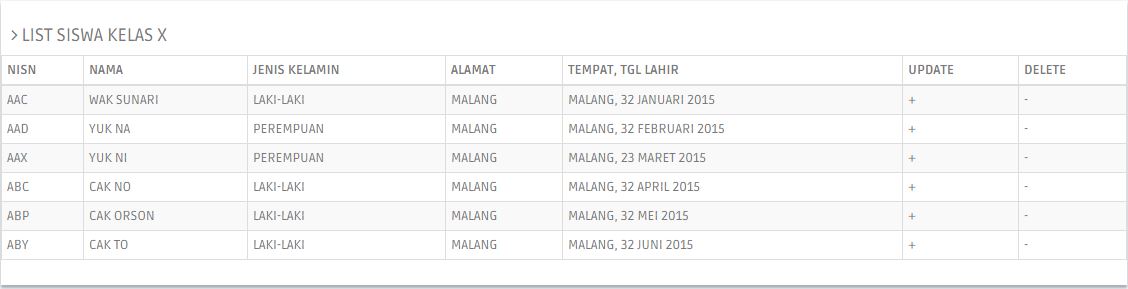 > LIST SISWA KELAS X
NISN NAMA JENIS KELAMIN ALAMAT TEMPAT, TGL LAHIR UPDATE DELETE
AAC WAK SUNARI LAKI-LAKI MALANG MALANG, 32 JANUARI 2015 + -
AAD YUK NA PEREMPUAN MALANG MALANG, 32 FEBRUARI 2015 + -
AAX YUK NI PEREMPUAN MALANG MALANG, 23 MARET 2015 + -
ABC CAK NO LAKI-LAKI MALANG MALANG, 32 APRIL 2015 + -
ABP CAK ORSON LAKI-LAKI MALANG MALANG, 32 MEI 2015 + -
ABY CAK TO LAKI-LAKI MALANG MALANG, 32 JUNI 2015 + -